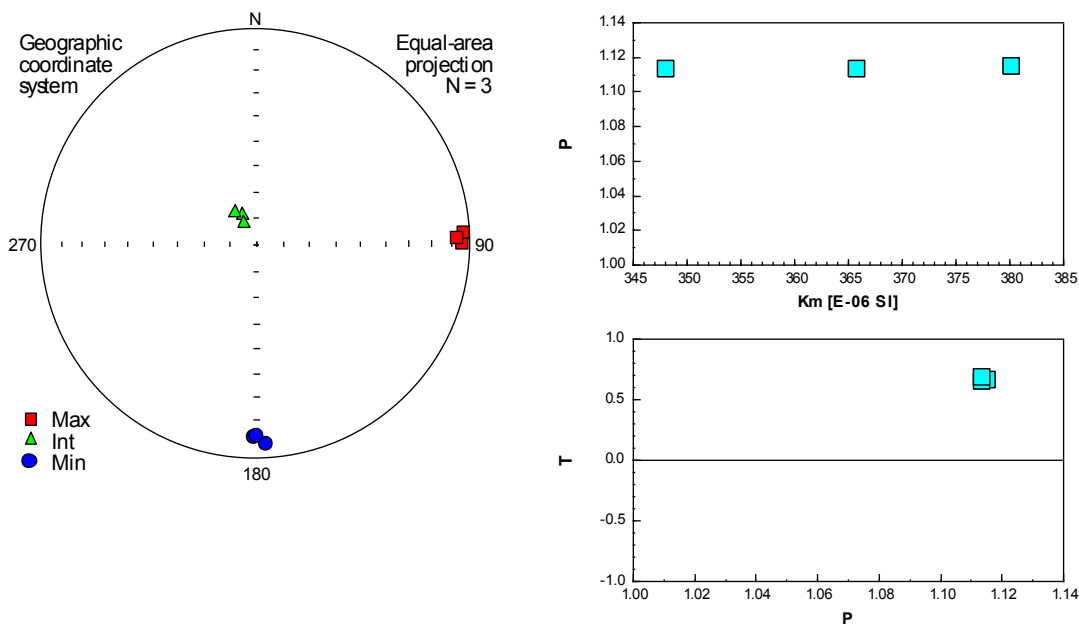 N
Geographic
coordinate
system
Equal-area
projection
N = 3
270
90
180
Max
Int
Min
1.14
1.12
1.10
1.08
1.06
1.04
1.02
1.00
P
345 350 355 360 365 370 375 380 385
Km [E-06 SI]
1.0
0.5
0.0
-0.5
-1.0
T
1.00 1.02 1.04 1.06 1.08 1.10 1.12 1.14
P